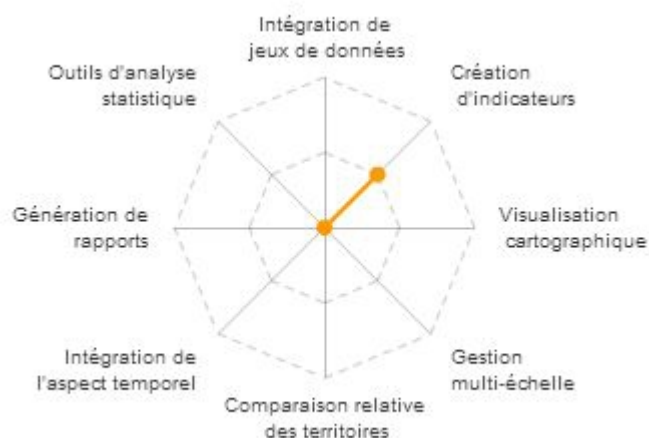 Intégration de
jeux de données
Outils d'analyse
statistique
Création
d'indicateurs
Génération de
rapports
Visualisation
cartographique
Intégration de
l'aspect temporel
Gestion
multi-échelle
Comparaison relative
des territoires